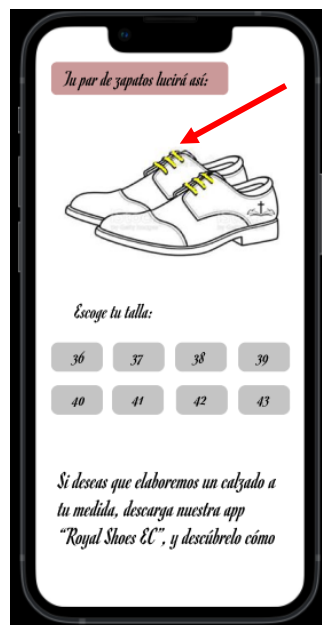 Tu par de zapatos lucirá así:
Escoge tu talla:
36 37 38 39
40 41 42 43
Si deseas que elaboremos un calzado a
tu medida, descarga nuestra app
“Royal Shoes EC”, y descúbrelo cómo